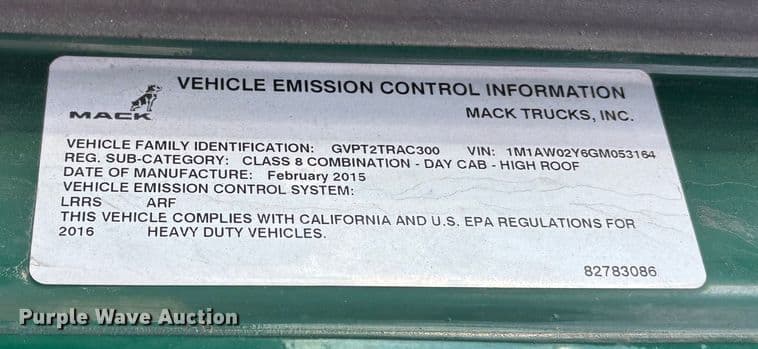 VEHICLE EMISSION CONTROL INFORMATION
MACK
MACK TRUCKS, INC.
VEHICLE FAMILY IDENTIFICATION: GVPT2TRAC300 VIN: 1M1AW02Y6GM053164
REG. SUB-CATEGORY: CLASS 8 COMBINATION - DAY CAB - HIGH ROOF
DATE OF MANUFACTURE: February 2015
VEHICLE EMISSION CONTROL SYSTEM:
LRRS ARF
THIS VEHICLE COMPLIES WITH CALIFORNIA AND U.S. EPA REGULATIONS FOR
2016 HEAVY DUTY VEHICLES.
82783086
Purple Wave Auction